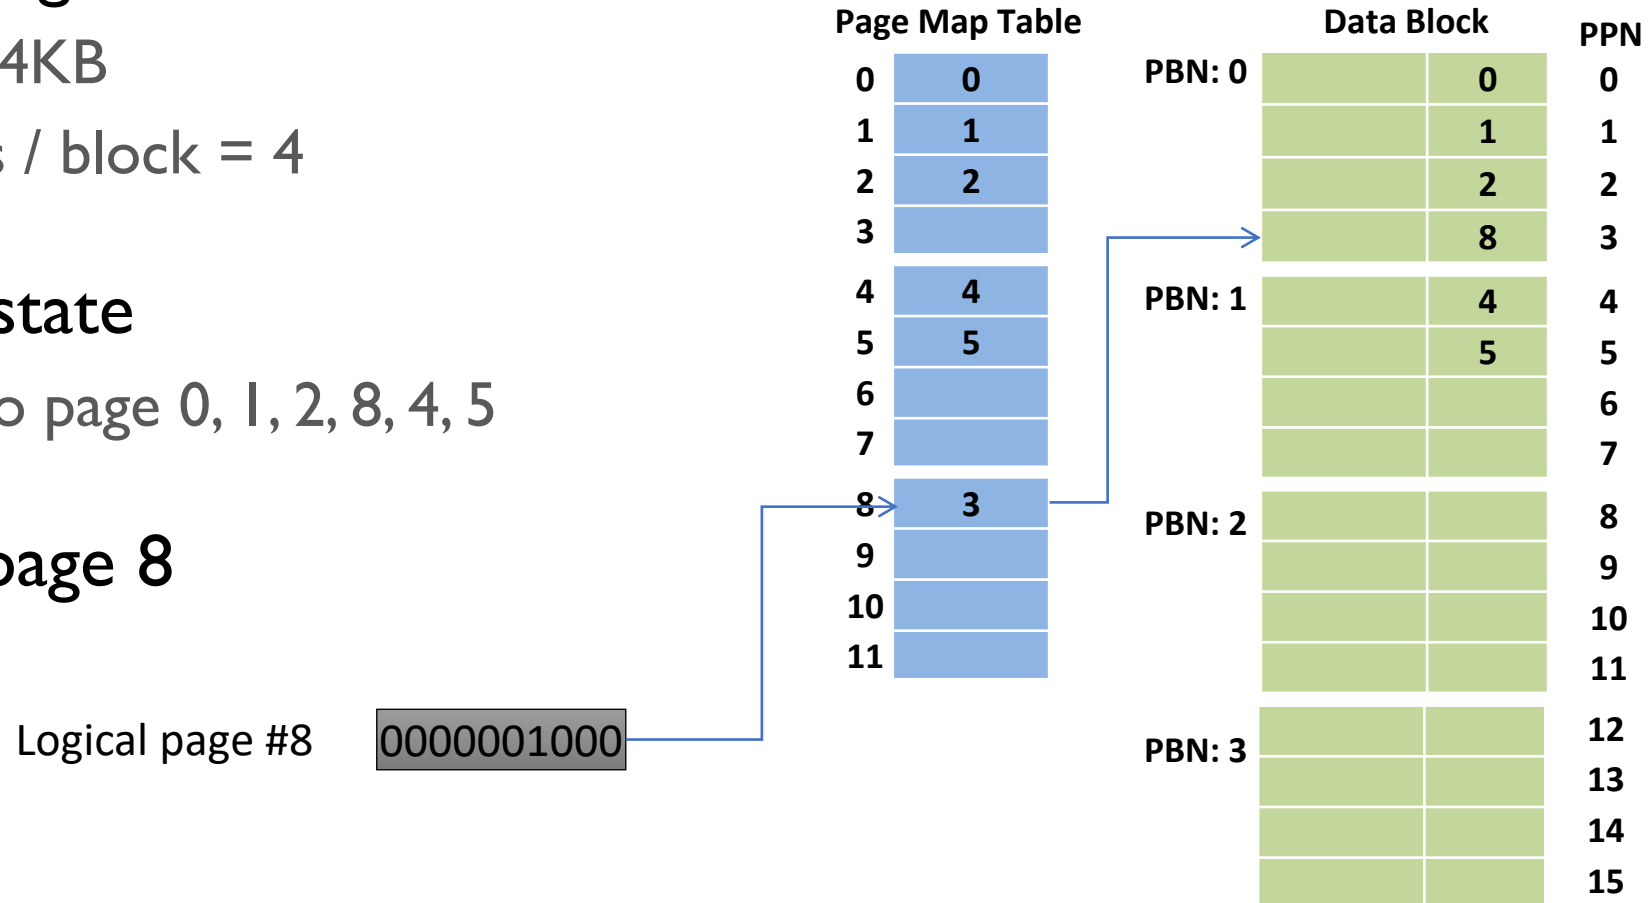 4KB
s / block = 4
state
o page 0, 1, 2, 8, 4, 5
page 8
Logical page #8 0000001000
Page Map Table
0 0
1 1
2 2
3
4 4
5 5
6
7
8 3
9
10
11
Data Block PPN
PBN: 0 0 0
1 1
2 2
8 3
PBN: 1 4 4
5 5
6
7
PBN: 2 8
9
10
11
PBN: 3 12
13
14
15